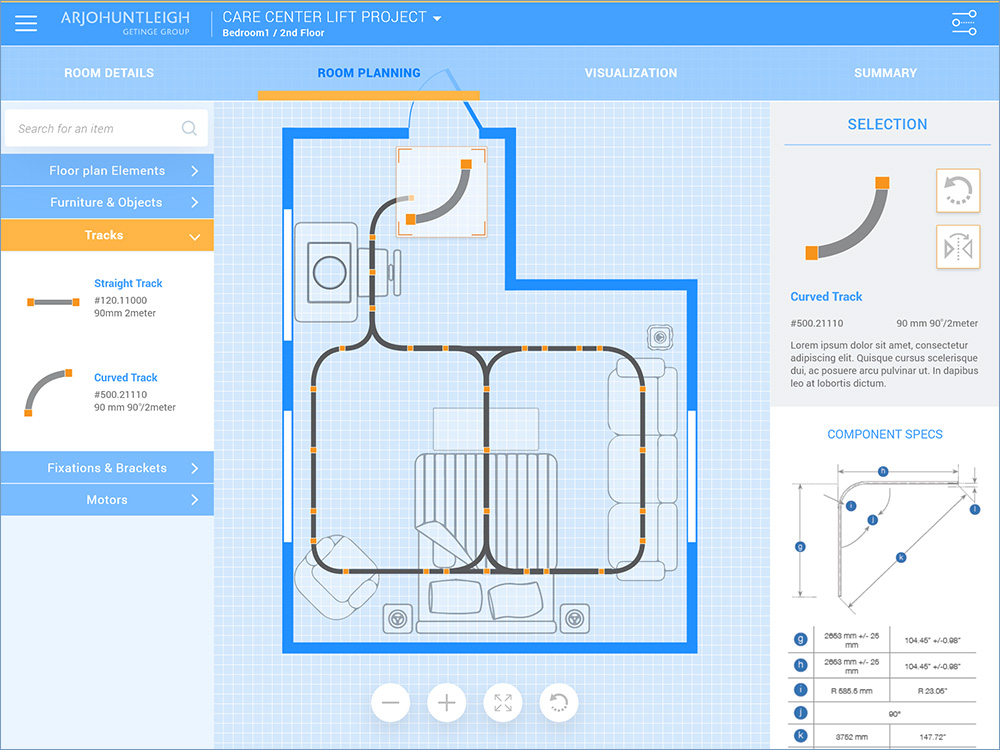 ARJOHUNTLEIGH
GETINGE GROUP
CARE CENTER LIFT PROJECT
Bedroom1 / 2nd Floor
ROOM DETAILS
ROOM PLANNING
VISUALIZATION
SUMMARY
Search for an item
Floor plan Elements
Furniture & Objects
Tracks
Straight Track
#120.11000
90mm 2meter
Curved Track
#500.21110
90 mm 90°/2meter
Fixations & Brackets
Motors
SELECTION
Curved Track
#500.21110 90 mm 90°/2meter
Lorem ipsum dolor sit amet, consectetur
adipiscing elit. Quisque cursus scelerisque
dui, ac posuere arcu pulvinar ut. In dapibus
leo at lobortis dictum.
COMPONENT SPECS
h
i
j
l
g
k
g 2653 mm +/- 25 mm 104.45" +/-0.98"
h 2653 mm +/- 25 mm 104.45" +/-0.98"
i R 585.5 mm R 23.05"
j 90°
k 3752 mm 147.72"